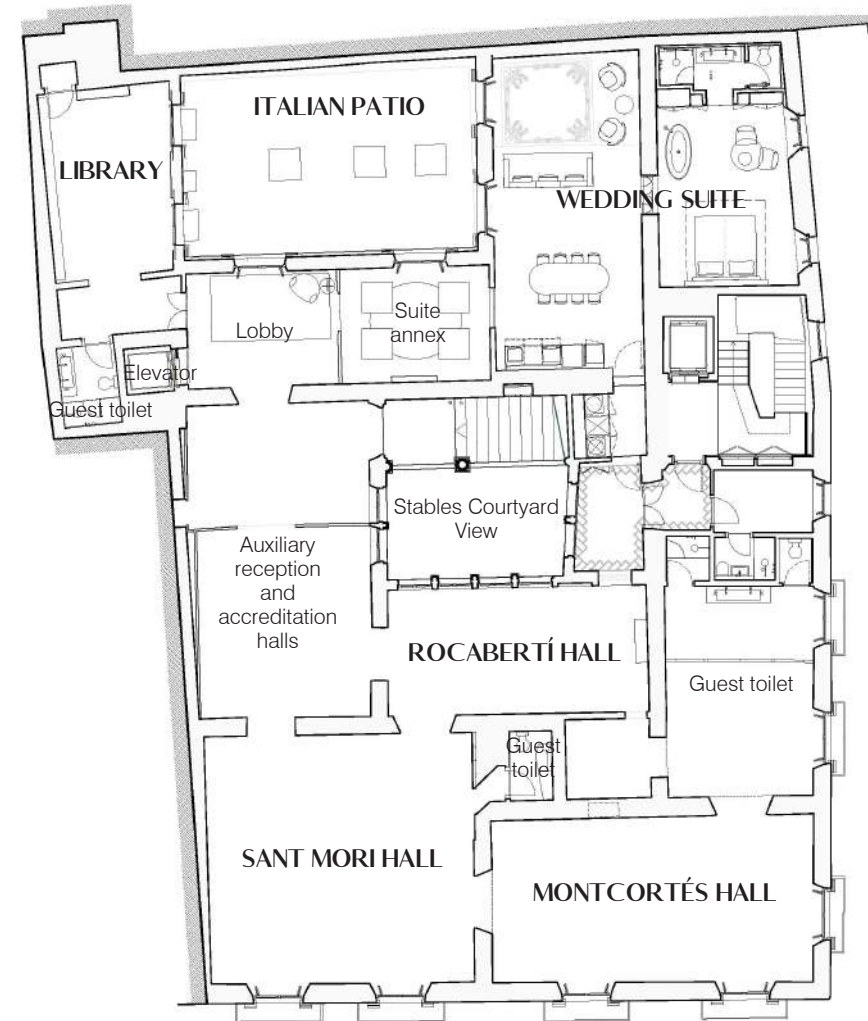 ITALIAN PATIO
LIBRARY
WEDDING SUITE
Lobby
Suite
annex
Elevator
Guest toilet
Stables Courtyard
View
Auxiliary
reception
and
accreditation
halls
ROCABERTÍ HALL
Guest toilet
Guest
toilet
SANT MORI HALL
MONTCORTÉS HALL